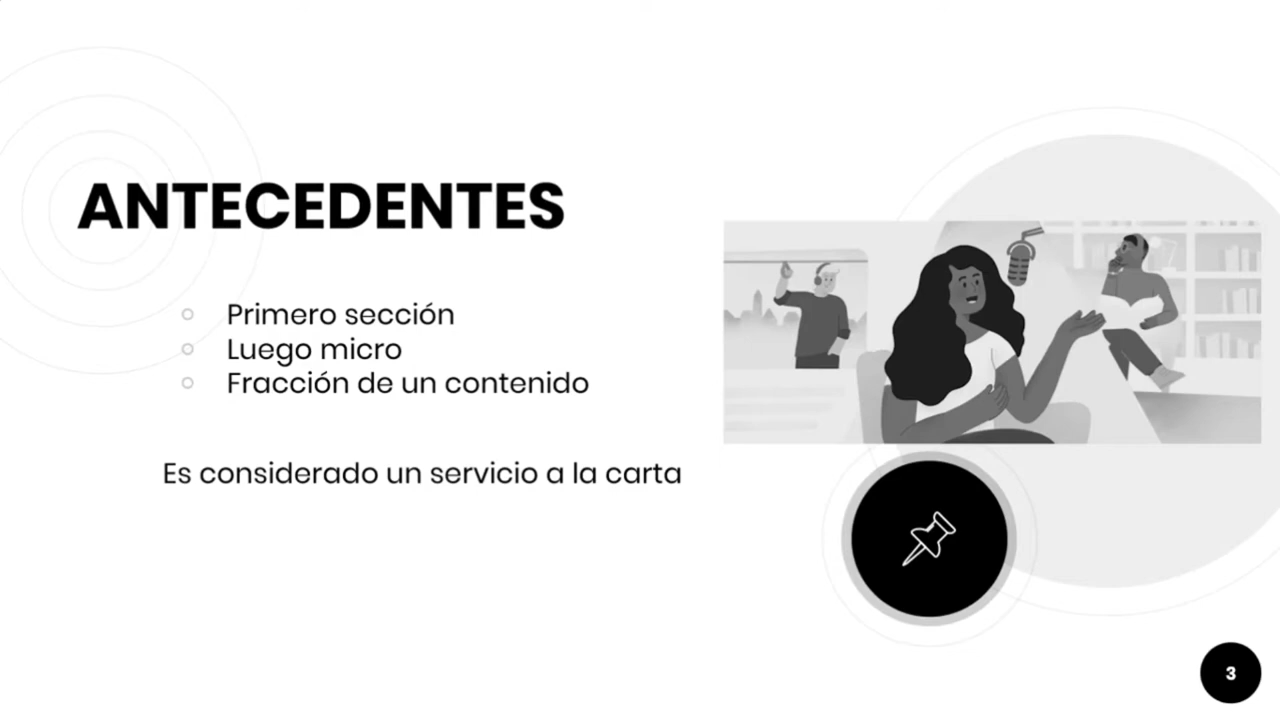 ANTECEDENTES
Primero sección
Luego micro
Fracción de un contenido
Es considerado un servicio a la carta
3